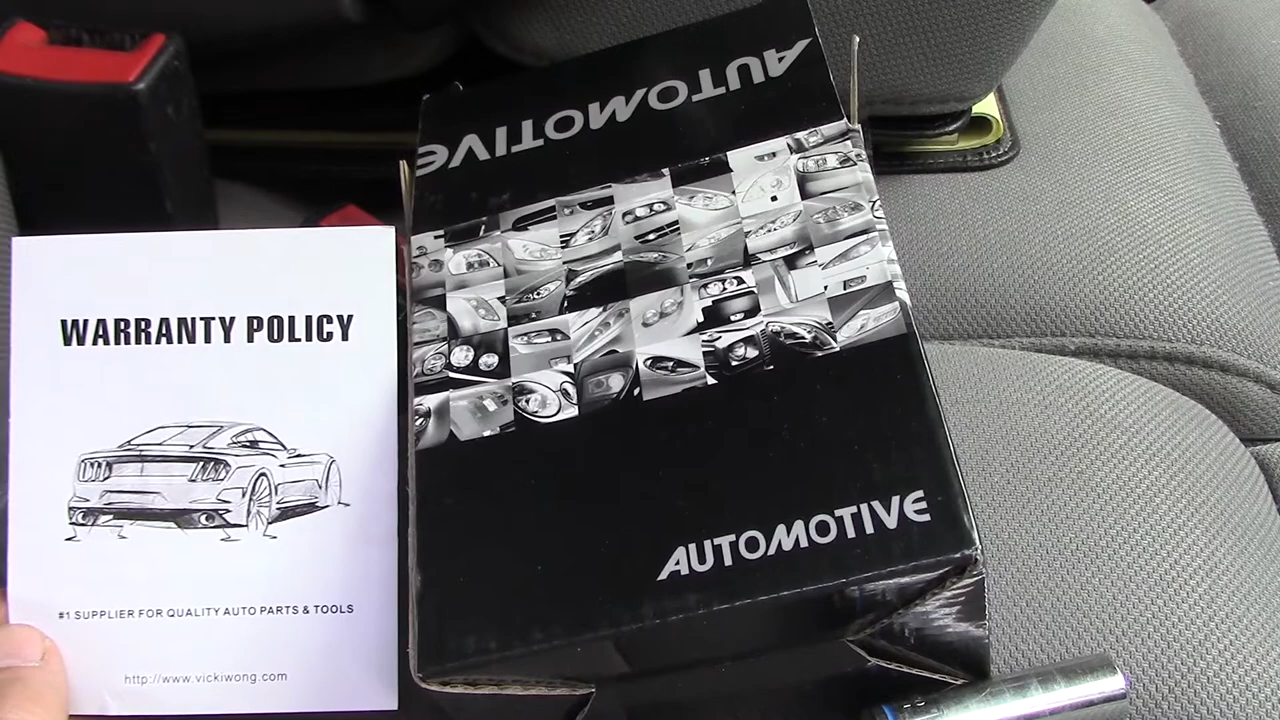 WARRANTY POLICY
#1 SUPPLIER FOR QUALITY AUTO PARTS & TOOLS
http://www.vickiwong.com
AUTOMOTIVE
AUTOMOTIVE